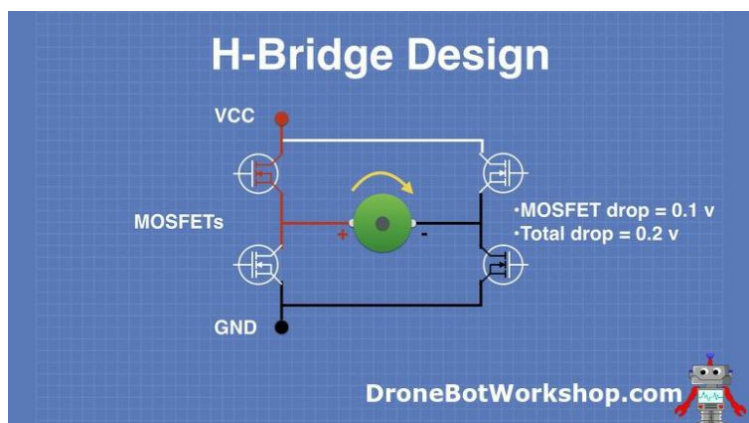 H-Bridge Design
VCC
MOSFETs
•MOSFET drop = 0.1 v
•Total drop = 0.2 v
+
-
GND
DroneBotWorkshop.com